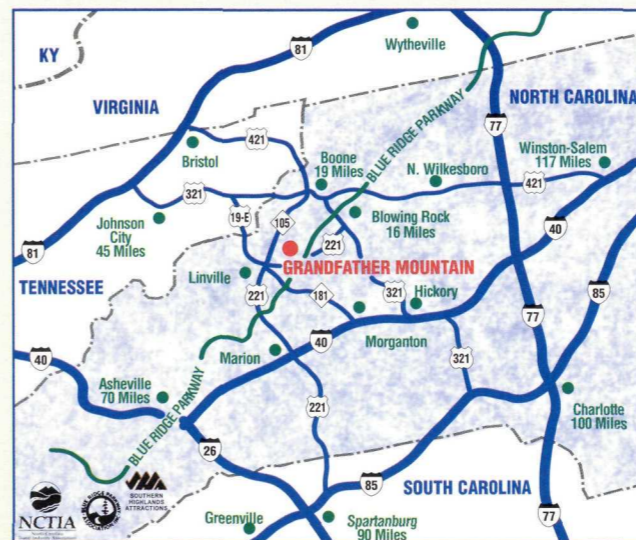 KY
81
Wytheville
VIRGINIA
NORTH CAROLINA
77
BLUE RIDGE PARKWAY
421
Bristol
Boone
19 Miles
N. Wilkesboro
Winston-Salem
117 Miles
421
321
19-E
105
Blowing Rock
16 Miles
40
Johnson
City
45 Miles
221
81
GRANDFATHER MOUNTAIN
TENNESSEE
Linville
221
181
321
Hickory
85
77
40
Morganton
40
Marion
321
Asheville
70 Miles
221
Charlotte
100 Miles
BLUE RIDGE PARKWAY
26
85
SOUTH CAROLINA
77
SOUTHERN
HIGHLANDS
ATTRACTIONS
NCTIA
Greenville
Spartanburg
90 Miles